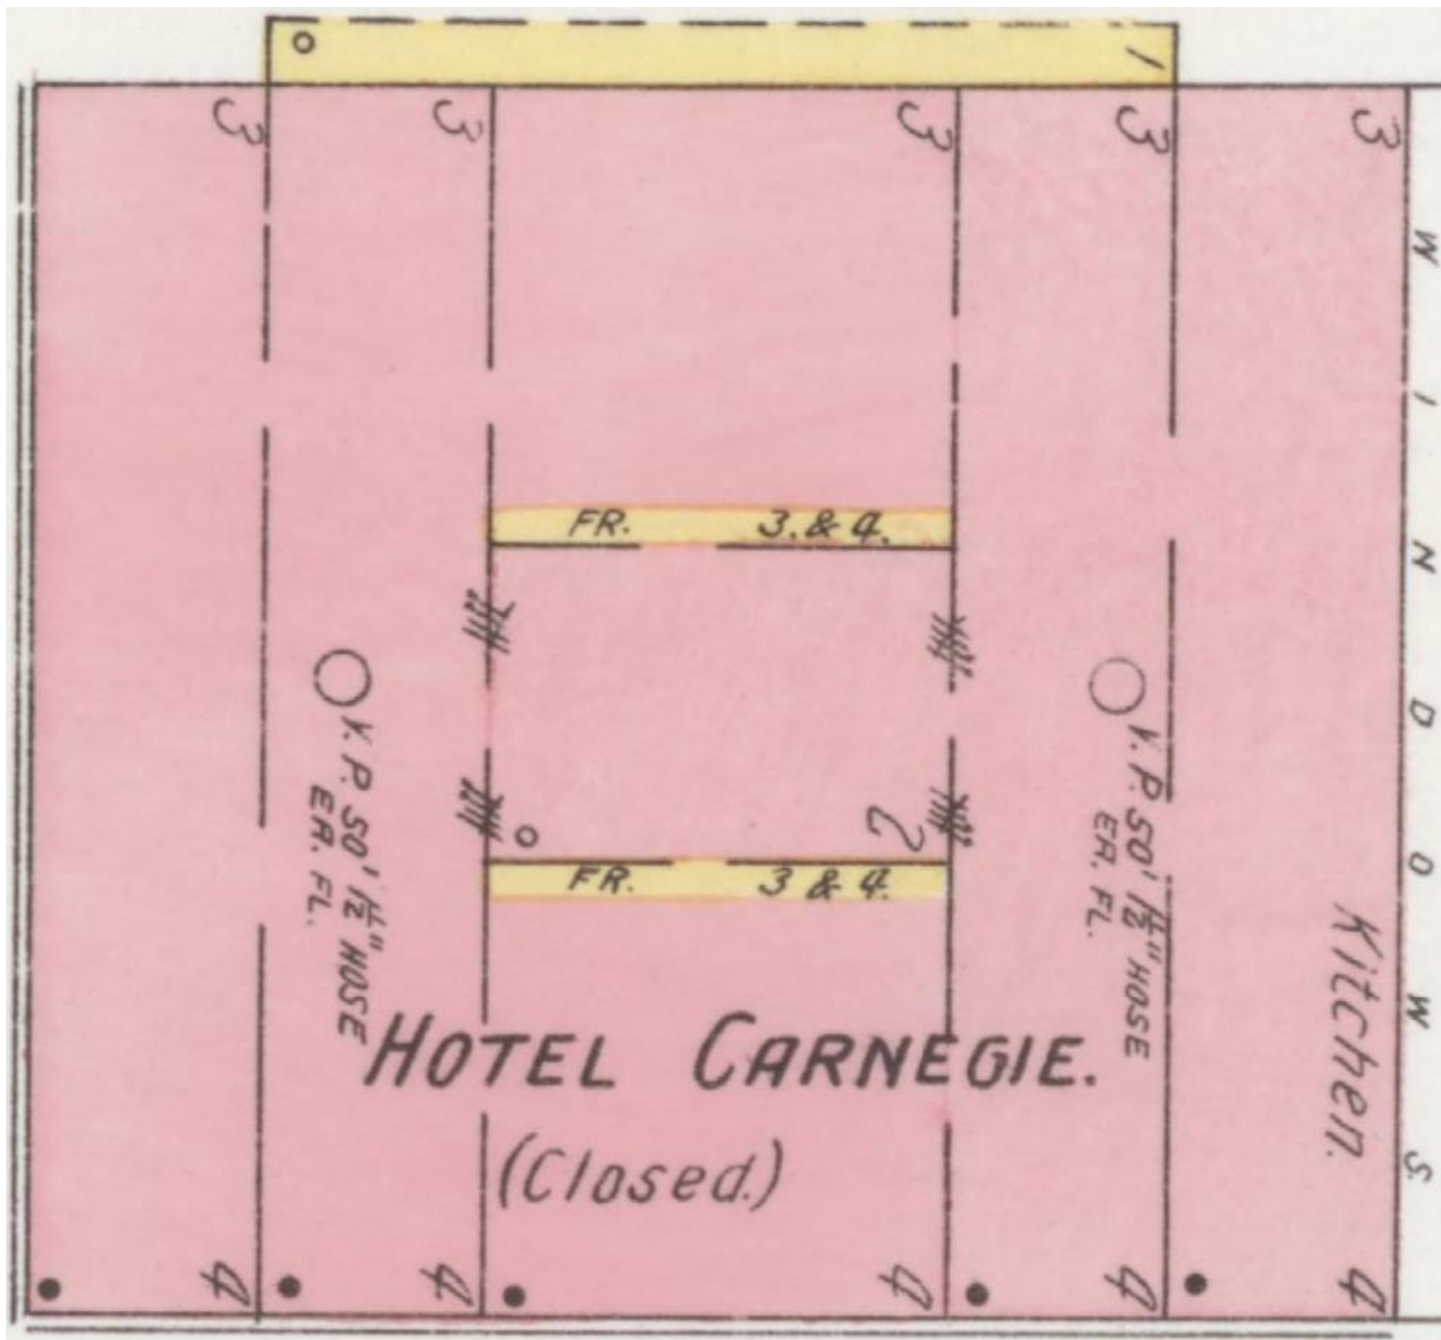 1
3 3 3 3 3
WINDOWS.
FR. 3. & 4.
V. P. 50' 1½" HOSE
EA. FL.
V. P. 50' 1½" HOSE
EA. FL.
2
FR. 3 & 4.
Kitchen.
HOTEL CARNEGIE.
(Closed.)
4 4 4 4 4